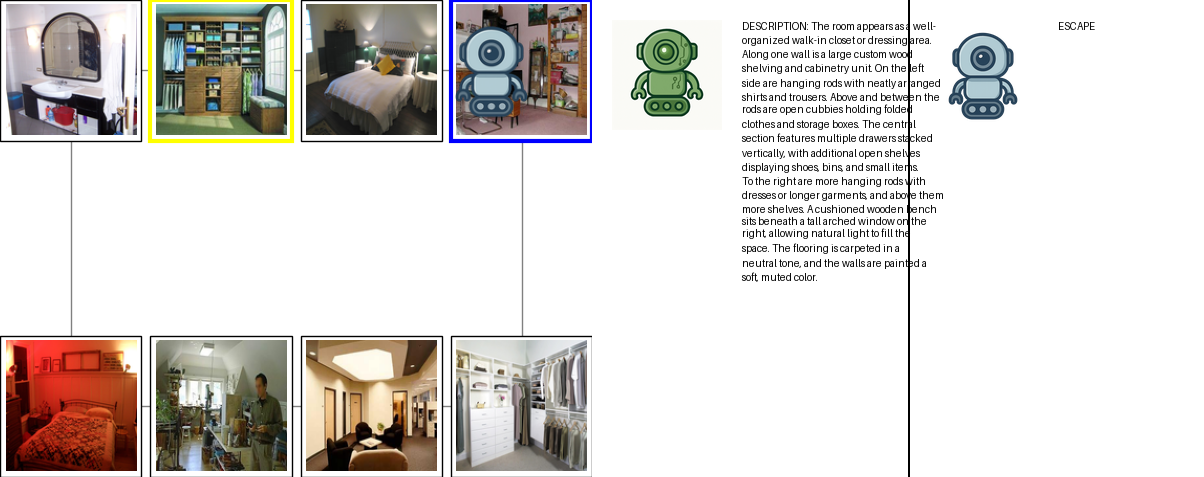 DESCRIPTION: The room appears as a well-
organized walk-in closet or dressing area.
Along one wall is a large custom wood
shelving and cabinetry unit. On the left
side are hanging rods with neatly arranged
shirts and trousers. Above and between the
rods are open cubbies holding folded
clothes and storage boxes. The central
section features multiple drawers stacked
vertically, with additional open shelves
displaying shoes, bins, and small items.
To the right are more hanging rods with
dresses or longer garments, and above them
more shelves. A cushioned wooden bench
sits beneath a tall arched window on the
right, allowing natural light to fill the
space. The flooring is carpeted in a
neutral tone, and the walls are painted a
soft, muted color.
ESCAPE